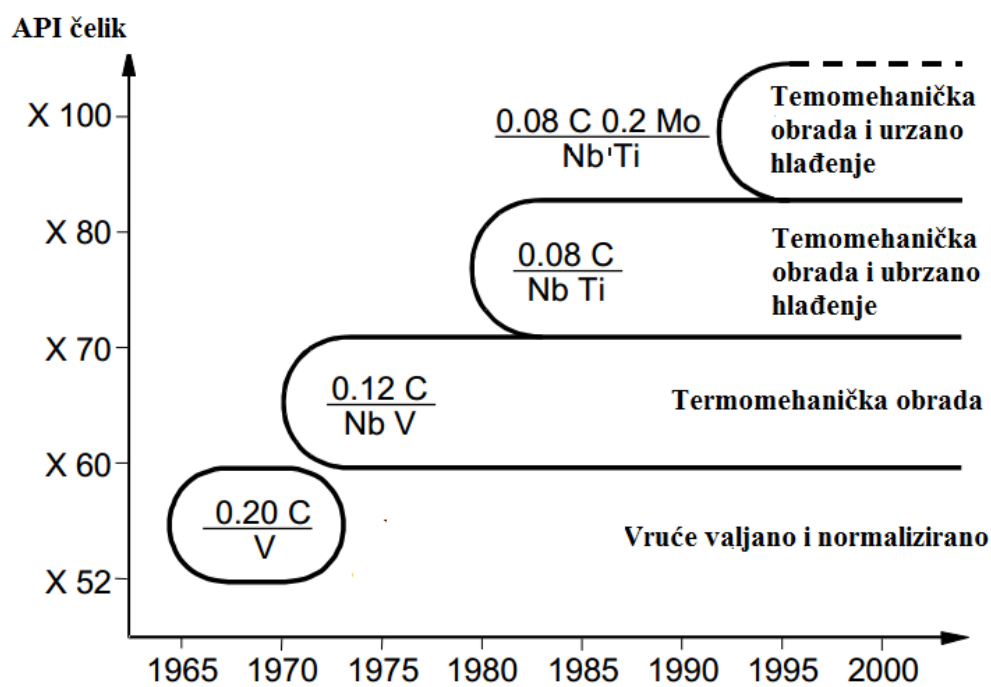 API čelik
X 100
0.08 C 0.2 Mo
Nb Ti
Temomehanička
obrada i urzano
hlađenje
X 80
0.08 C
Nb Ti
Temomehanička
obrada i ubrzano
hlađenje
X 70
0.12 C
Nb V
Termomehanička obrada
X 60
0.20 C
V
Vruće valjano i normalizirano
X 52
1965 1970 1975 1980 1985 1990 1995 2000